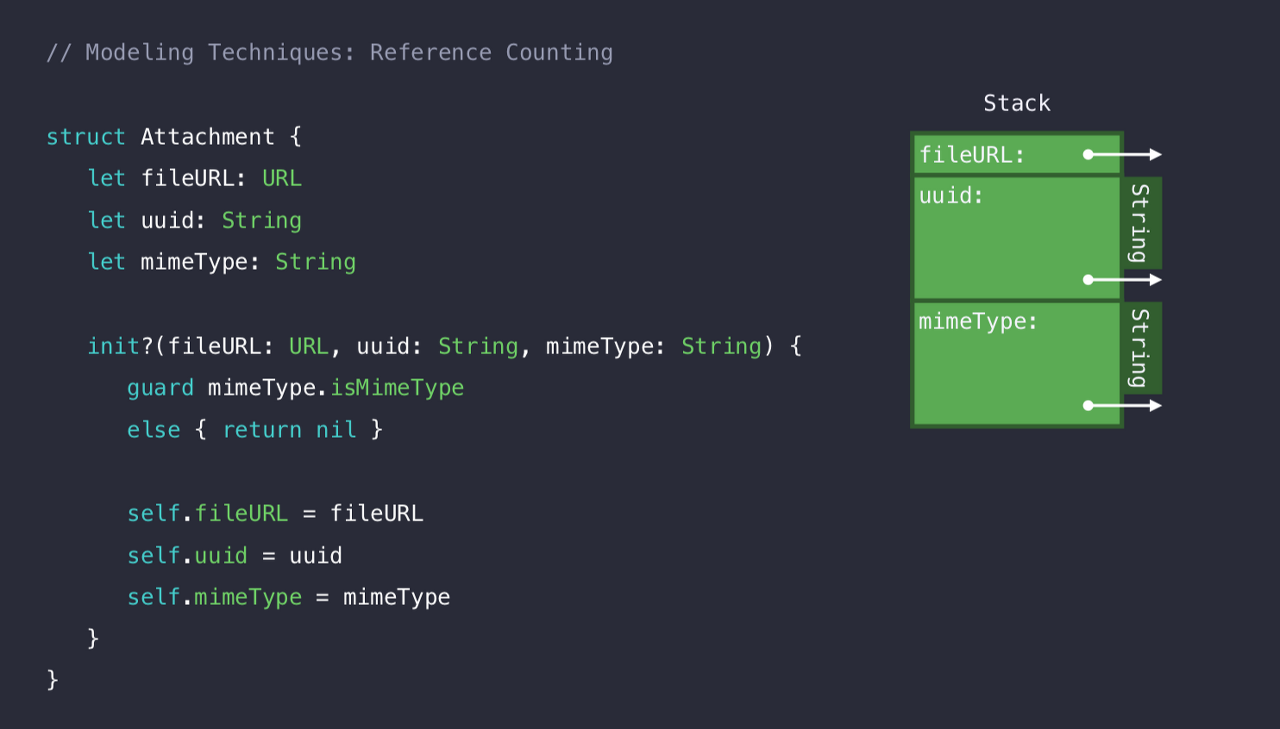 // Modeling Techniques: Reference Counting
struct Attachment {
let fileURL: URL
let uuid: String
let mimeType: String
init?(fileURL: URL, uuid: String, mimeType: String) {
guard mimeType.isMimeType
else { return nil }
self.fileURL = fileURL
self.uuid = uuid
self.mimeType = mimeType
}
}
Stack
fileURL:
uuid:
String
mimeType:
String